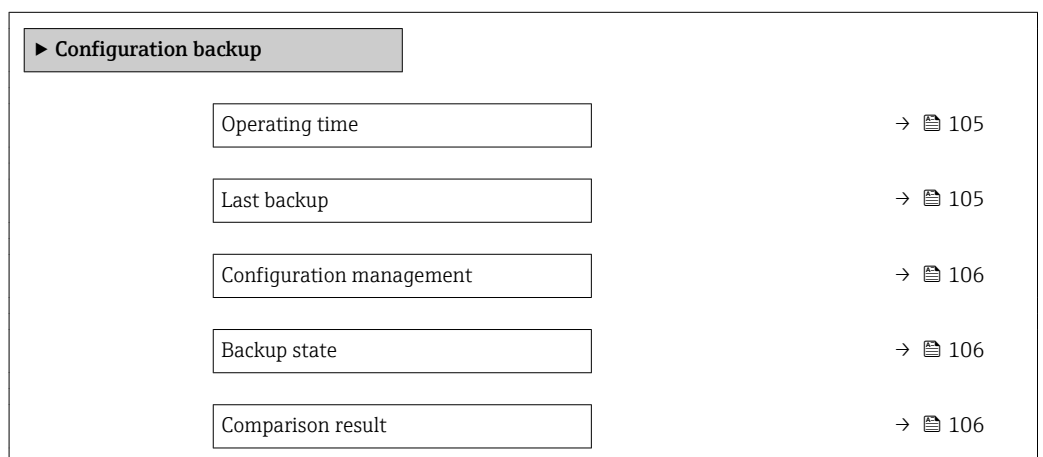 ▶ Configuration backup
Operating time → 105
Last backup → 105
Configuration management → 106
Backup state → 106
Comparison result → 106